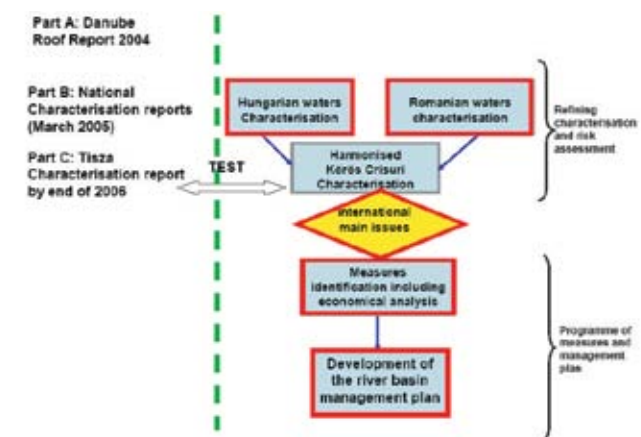 Part A: Danube
Roof Report 2004
Part B: National
Characterisation reports
(March 2005)
Part C: Tisza
Characterisation report
by end of 2006
TEST
Hungarian waters
Characterisation
Romanian waters
characterisation
Harmonised
Koros Crisuri
Characterisation
International
main issues
Measures
identification including
economical analysis
Development of
the river basin
management plan
Refining
characterisation
and risk
assessment
Programme of
measures and
management
plan